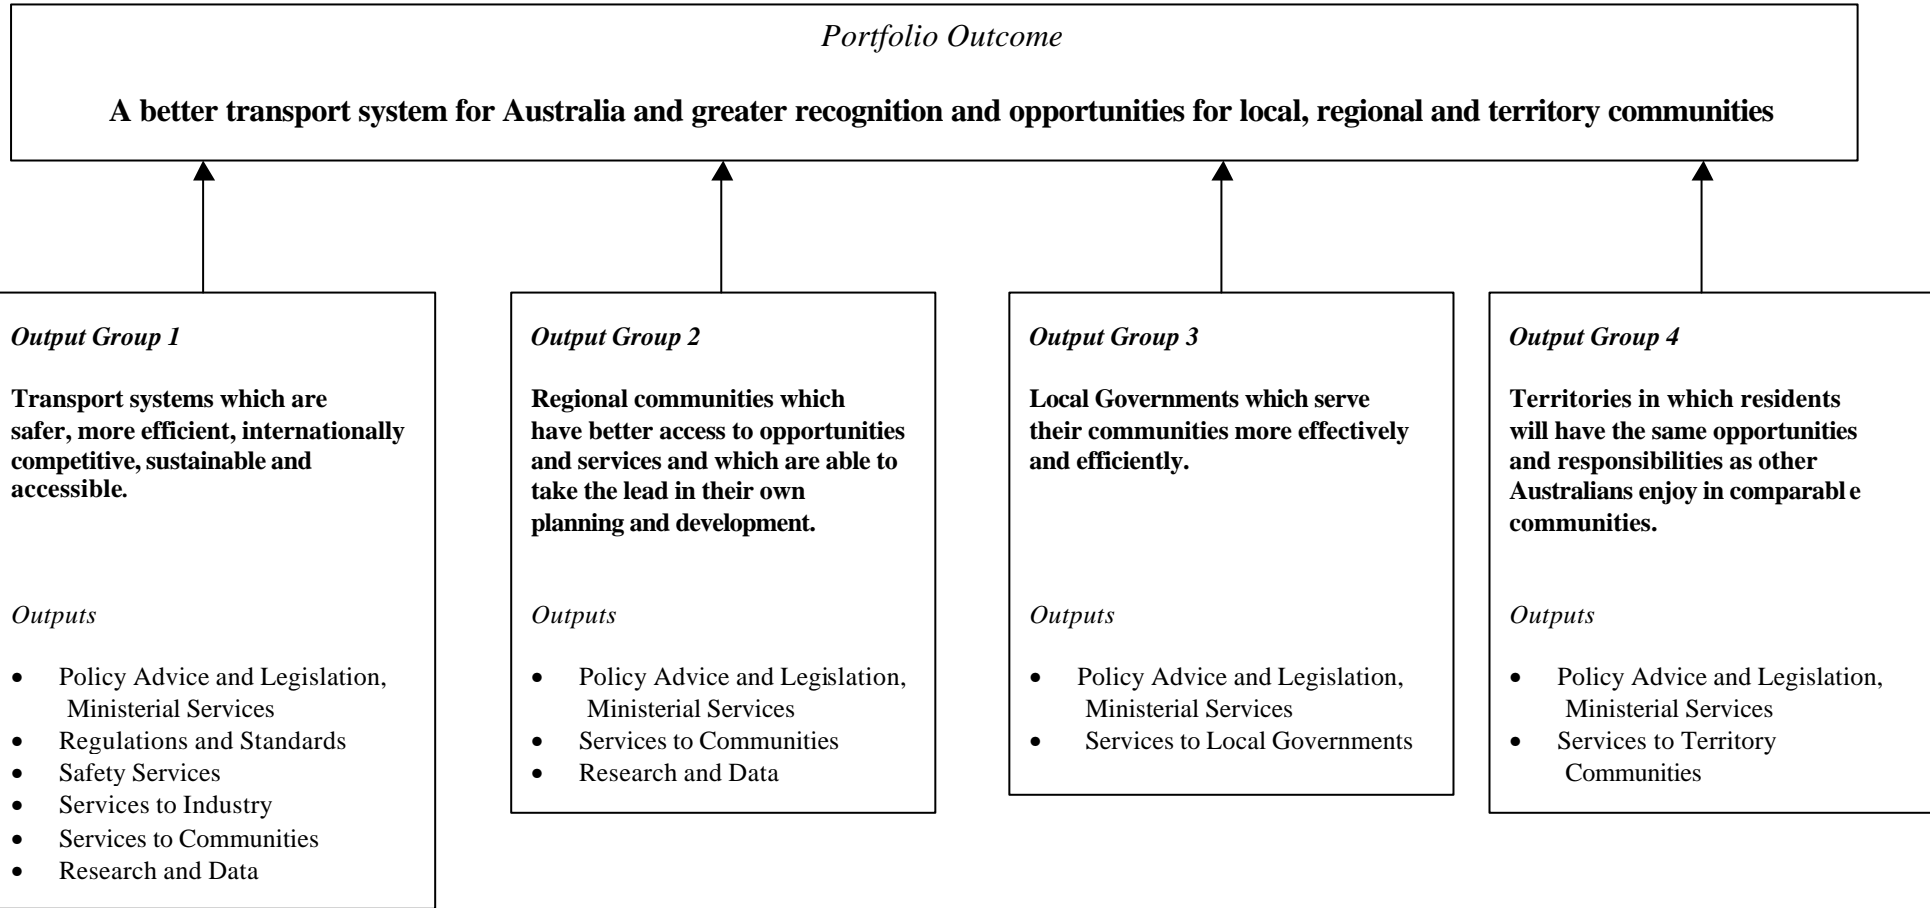 Portfolio Outcome
A better transport system for Australia and greater recognition and opportunities for local, regional and territory communities
Output Group 1
Transport systems which are
safer, more efficient, internationally
competitive, sustainable and
accessible.
Outputs
• Policy Advice and Legislation,
Ministerial Services
• Regulations and Standards
• Safety Services
• Services to Industry
• Services to Communities
• Research and Data
Output Group 2
Regional communities which
have better access to opportunities
and services and which are able to
take the lead in their own
planning and development.
Outputs
• Policy Advice and Legislation,
Ministerial Services
• Services to Communities
• Research and Data
Output Group 3
Local Governments which serve
their communities more effectively
and efficiently.
Outputs
• Policy Advice and Legislation,
Ministerial Services
• Services to Local Governments
Output Group 4
Territories in which residents
will have the same opportunities
and responsibilities as other
Australians enjoy in comparable
communities.
Outputs
• Policy Advice and Legislation,
Ministerial Services
• Services to Territory
Communities